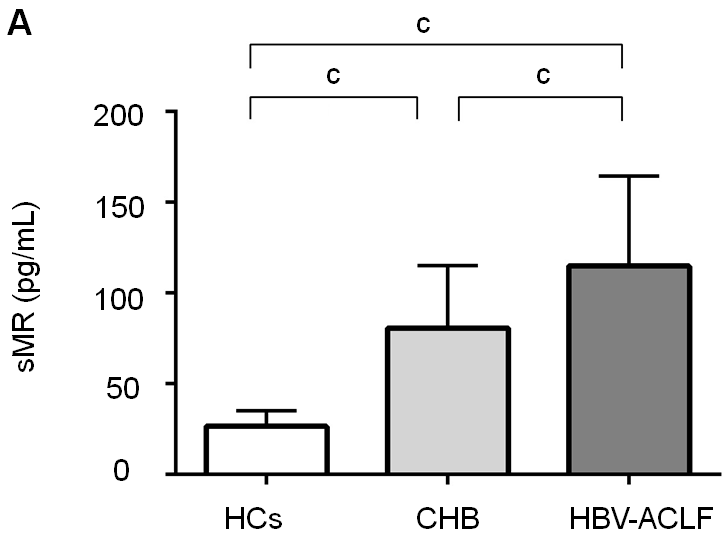 A
c
c
c
200
150
100
50
0
sMR (pg/mL)
HCs
CHB
HBV-ACLF